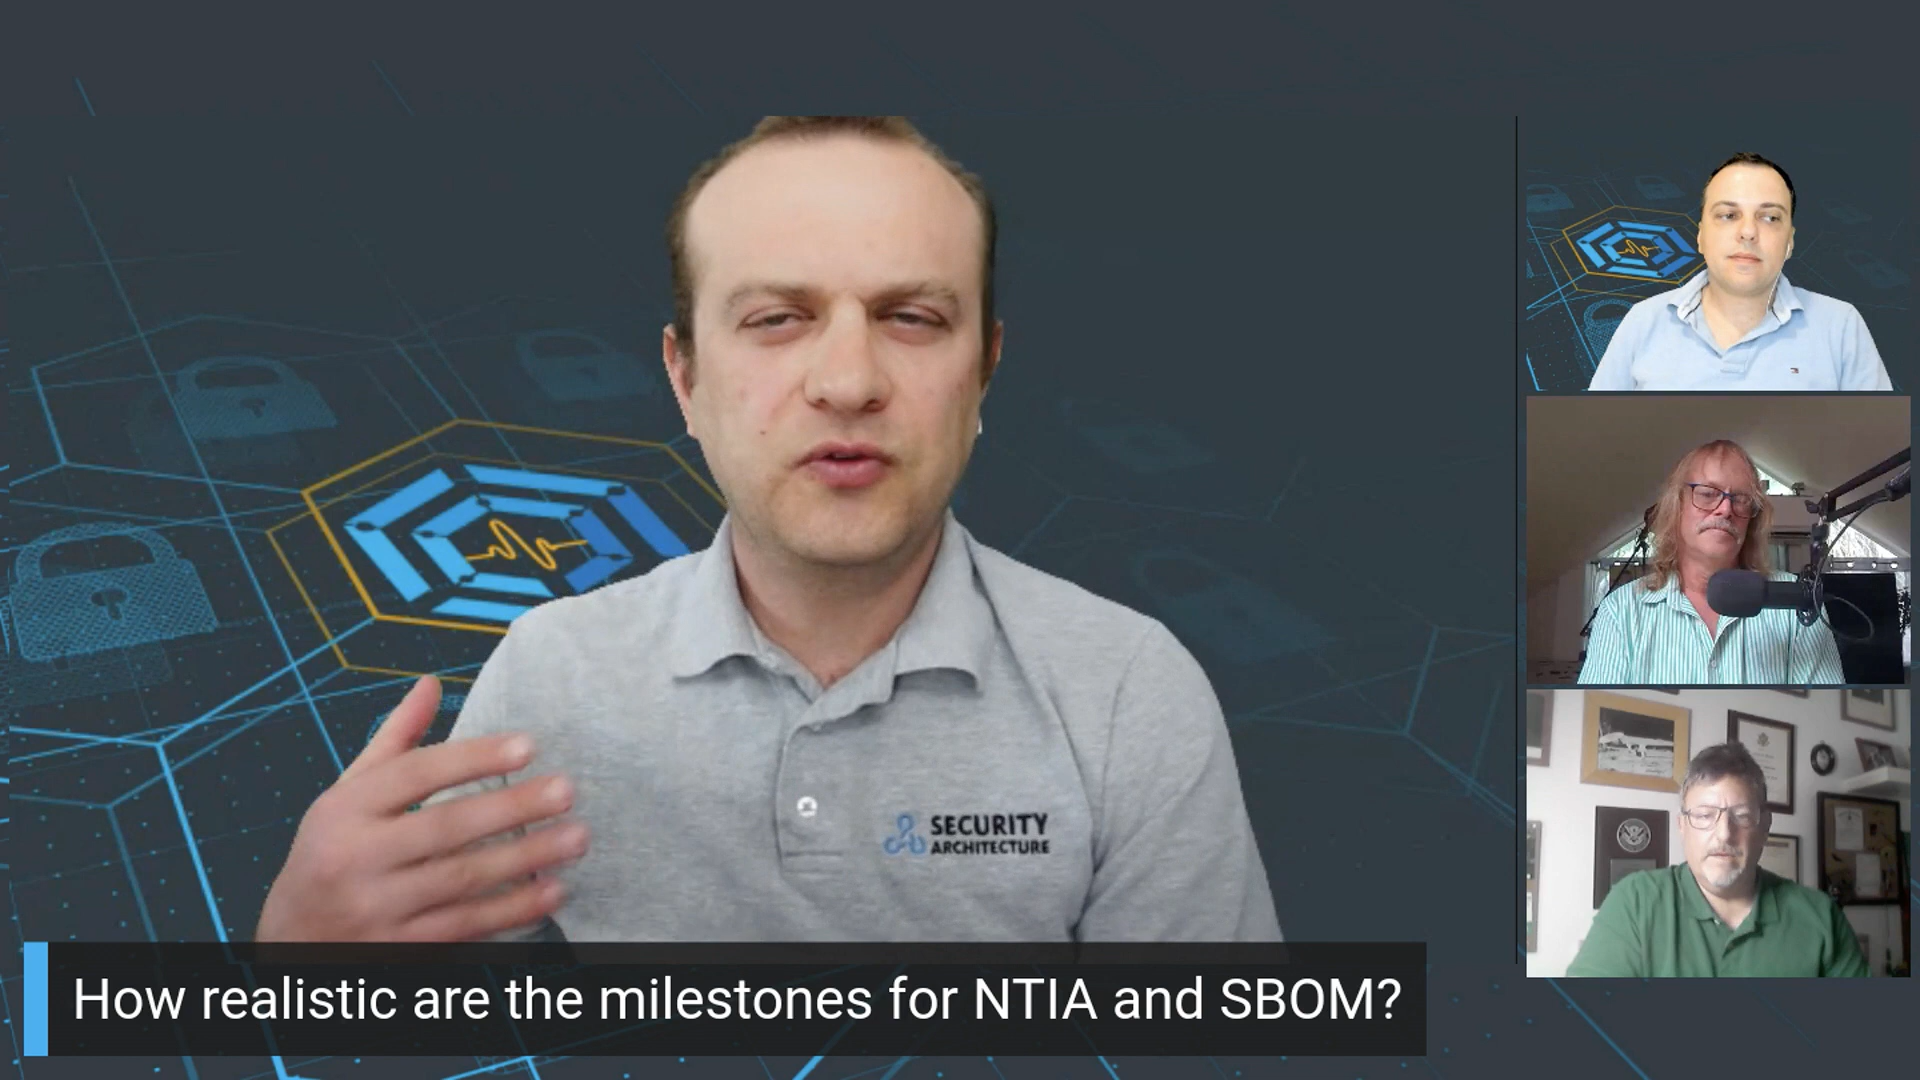 SECURITY
ARCHITECTURE
How realistic are the milestones for NTIA and SBOM?